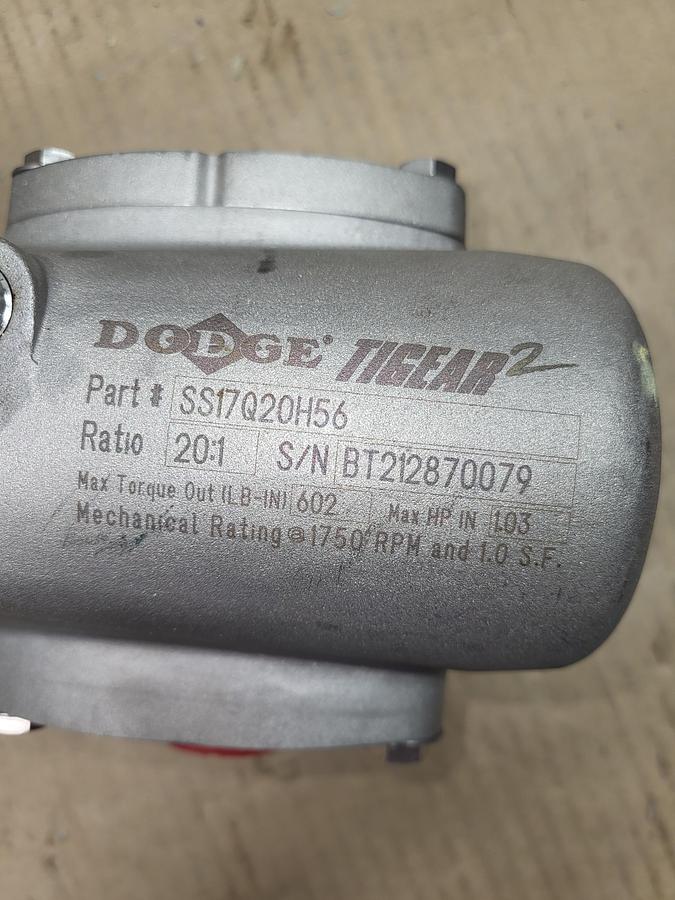 DODGE® TIGEAR2
Part # SS17Q20H56
Ratio 20:1 S/N BT212870079
Max Torque Out (LB-IN) 602 Max HP IN 1.03
Mechanical Rating @ 1750 RPM and 1.0 S.F.